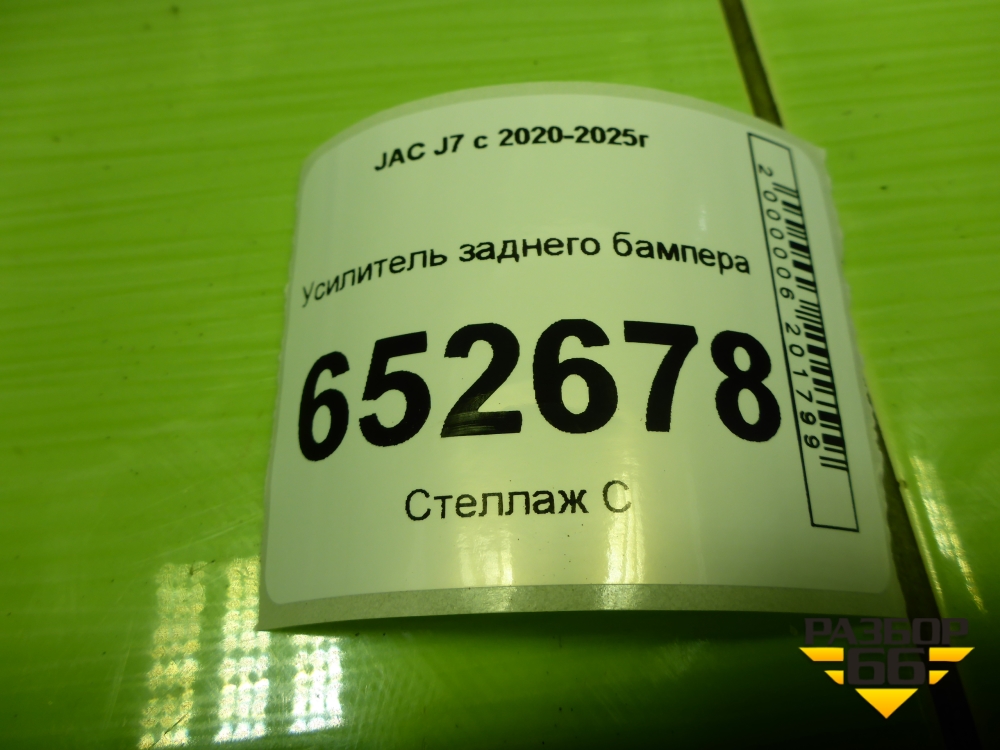 JAC J7 с 2020-2025г
Усилитель заднего бампера
652678
Стеллаж С
2000006201799
РАЗБОР
66